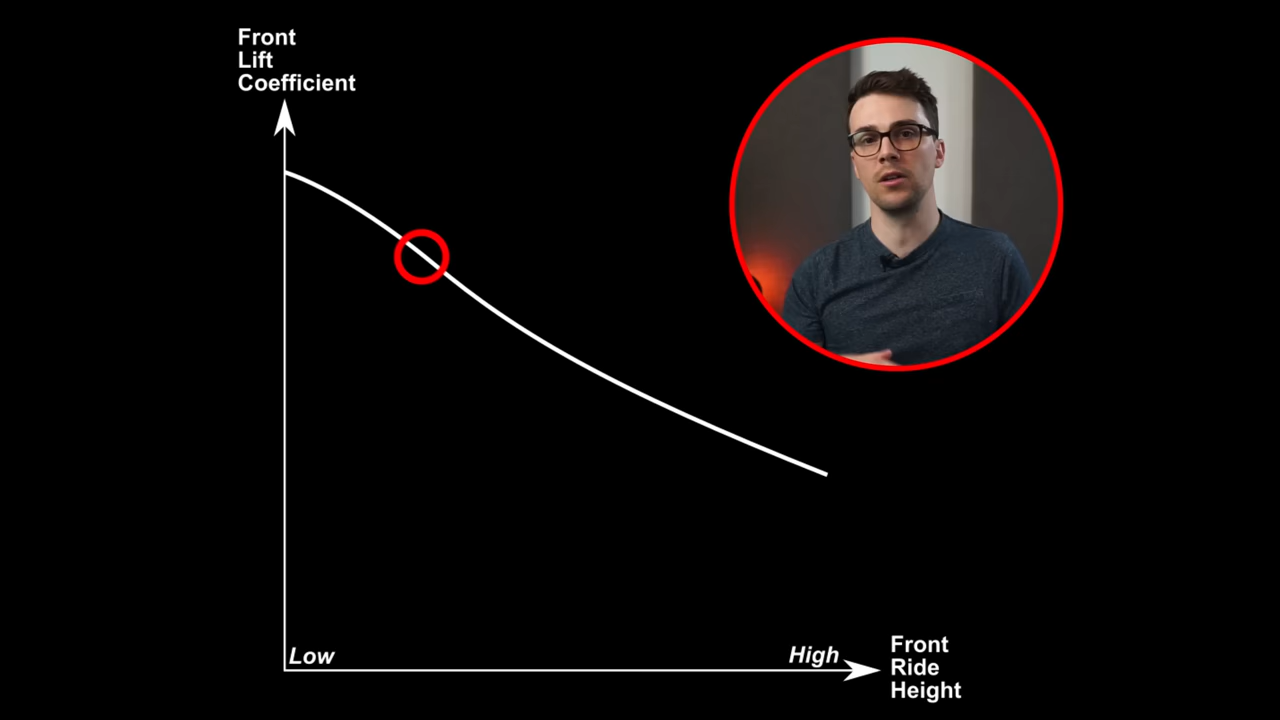 Front
Lift
Coefficient
Low
High
Front
Ride
Height